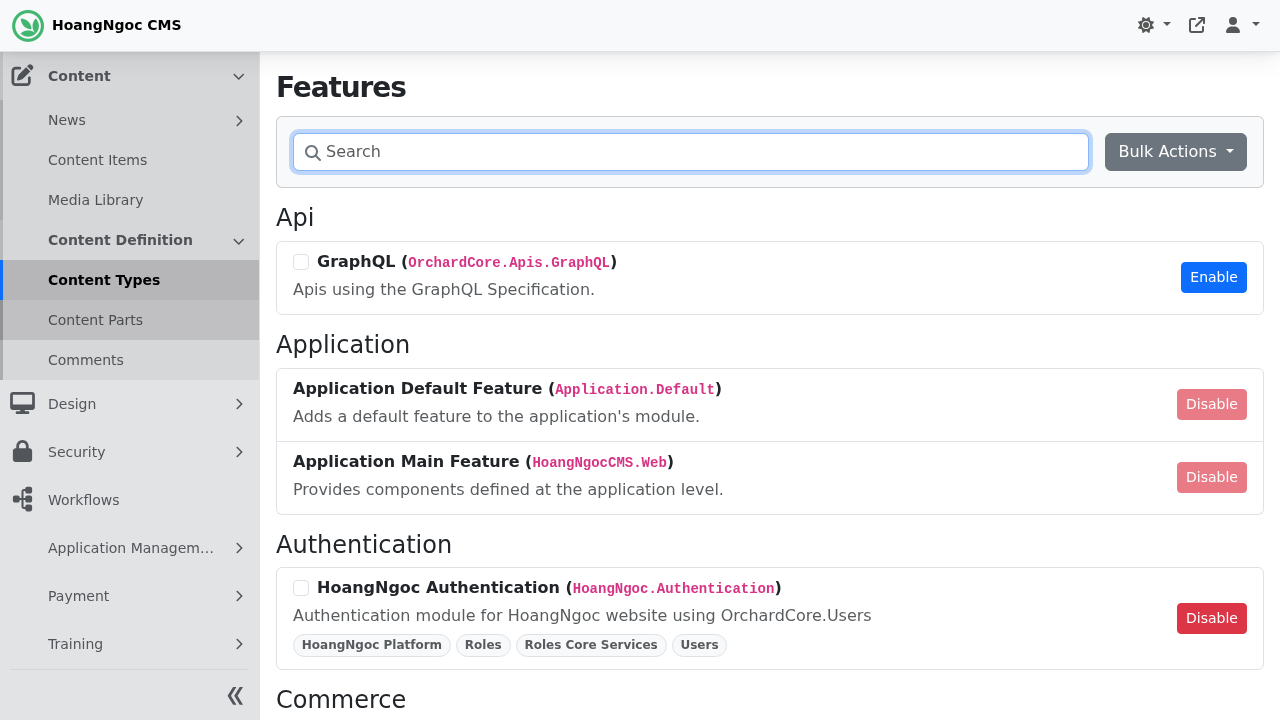 HoangNgoc CMS
Content
News
Content Items
Media Library
Content Definition
Content Types
Content Parts
Comments
Design
Security
Workflows
Application Managem…
Payment
Training
Features
Search
Bulk Actions
Api
GraphQL (OrchardCore.Apis.GraphQL)
Apis using the GraphQL Specification.
Enable
Application
Application Default Feature (Application.Default)
Adds a default feature to the application's module.
Disable
Application Main Feature (HoangNgocCMS.Web)
Provides components defined at the application level.
Disable
Authentication
HoangNgoc Authentication (HoangNgoc.Authentication)
Authentication module for HoangNgoc website using OrchardCore.Users
HoangNgoc Platform Roles Roles Core Services Users
Disable
Commerce